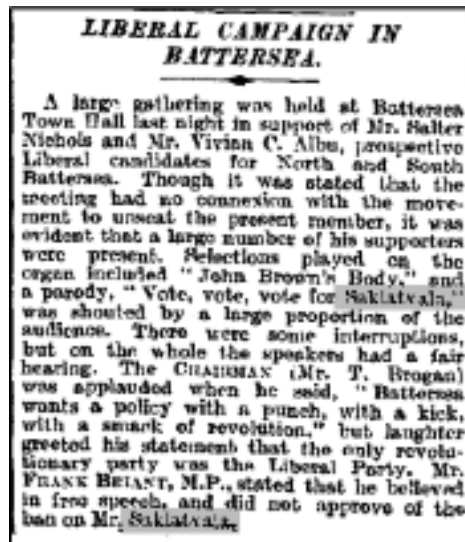 LIBERAL CAMPAIGN IN
BATTERSEA.
A large gathering was held at Battersea
Town Hall last night in support of Mr. Salter
Nichols and Mr. Vivian C. Albu, prospective
Liberal candidates for North and South
Battersea. Though it was stated that the
meeting had no connexion with the move-
ment to unseat the present member, it was
evident that a large number of his supporters
were present. Selections played on the
organ included "John Brown's Body," and
a parody, "Vote, vote, vote for Saklatvala,"
was shouted by a large proportion of the
audience. There were some interruptions,
but on the whole the speakers had a fair
hearing. The CHAIRMAN (Mr. T. Brogan)
was applauded when he said, "Battersea
wants a policy with a punch, with a kick,
with a smack of revolution," but laughter
greeted his statement that the only revolu-
tionary party was the Liberal Party. Mr.
FRANK BRIANT, M.P., stated that he believed
in free speech, and did not approve of the
ban on Mr. Saklatvala.